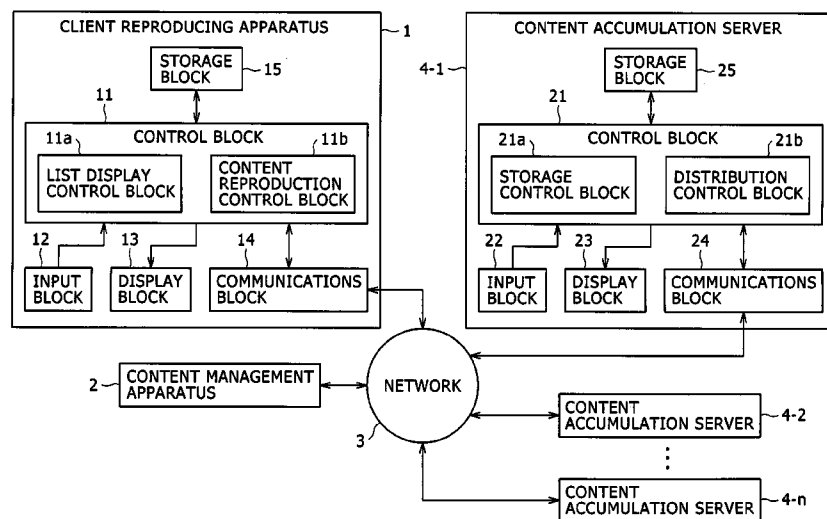 CLIENT REPRODUCING APPARATUS
1
STORAGE
BLOCK
15
11
CONTROL BLOCK
11a
11b
LIST DISPLAY
CONTROL BLOCK
CONTENT
REPRODUCTION
CONTROL BLOCK
12
13
14
INPUT
BLOCK
DISPLAY
BLOCK
COMMUNICATIONS
BLOCK
CONTENT ACCUMULATION SERVER
4-1
STORAGE
BLOCK
25
21
CONTROL BLOCK
21a
21b
STORAGE
CONTROL BLOCK
DISTRIBUTION
CONTROL BLOCK
22
23
24
INPUT
BLOCK
DISPLAY
BLOCK
COMMUNICATIONS
BLOCK
2
CONTENT MANAGEMENT
APPARATUS
NETWORK
3
CONTENT
ACCUMULATION SERVER
4-2
⋮
CONTENT
ACCUMULATION SERVER
4-n